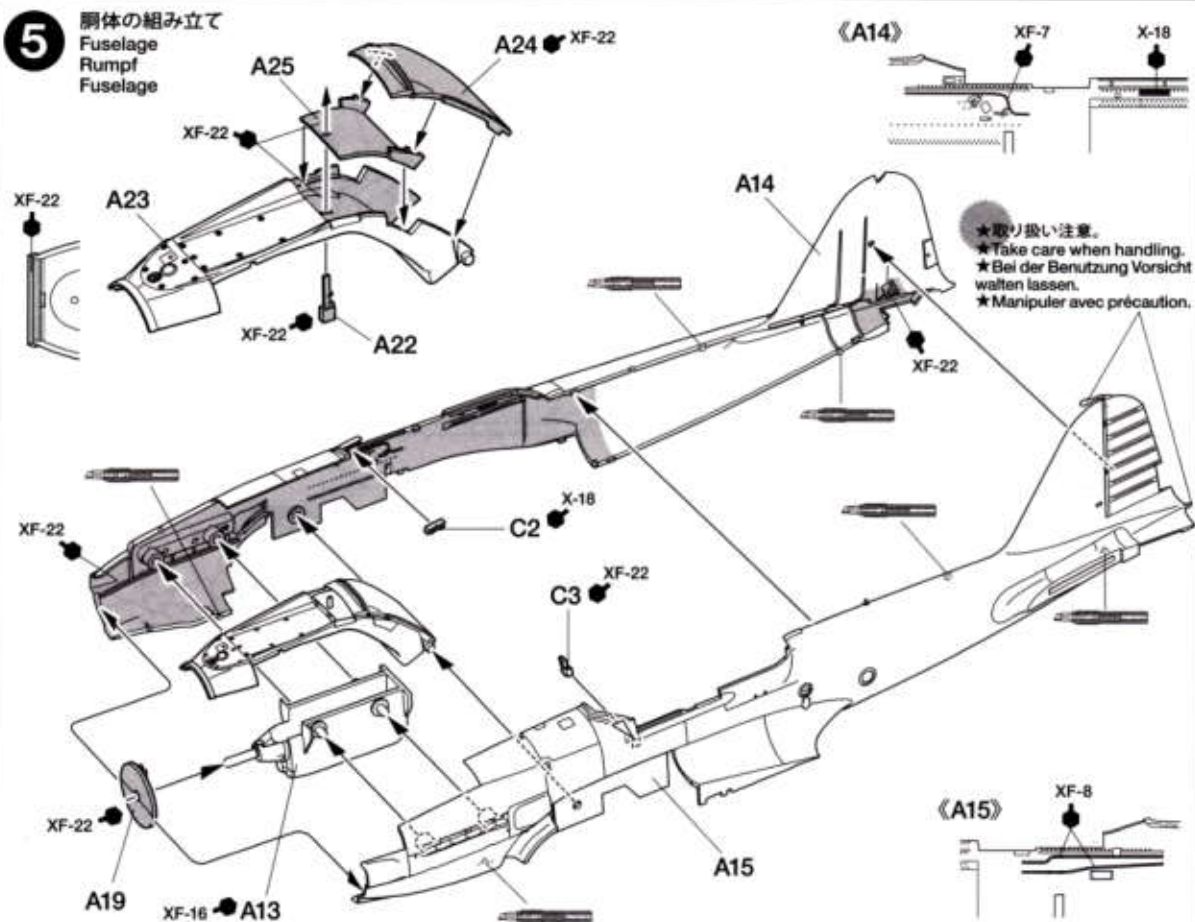 5
胴体の組み立て
Fuselage
Rumpf
Fuselage
A24 XF-22
A25
XF-22
XF-22
A23
XF-22
A22
《A14》
XF-7
X-18
A14
★取り扱い注意。
★Take care when handling.
★Bei der Benutzung Vorsicht
walten lassen.
★Manipuler avec précaution.
XF-22
XF-22
C2
X-18
C3
XF-22
XF-22
A19
XF-16 A13
A15
《A15》
XF-8